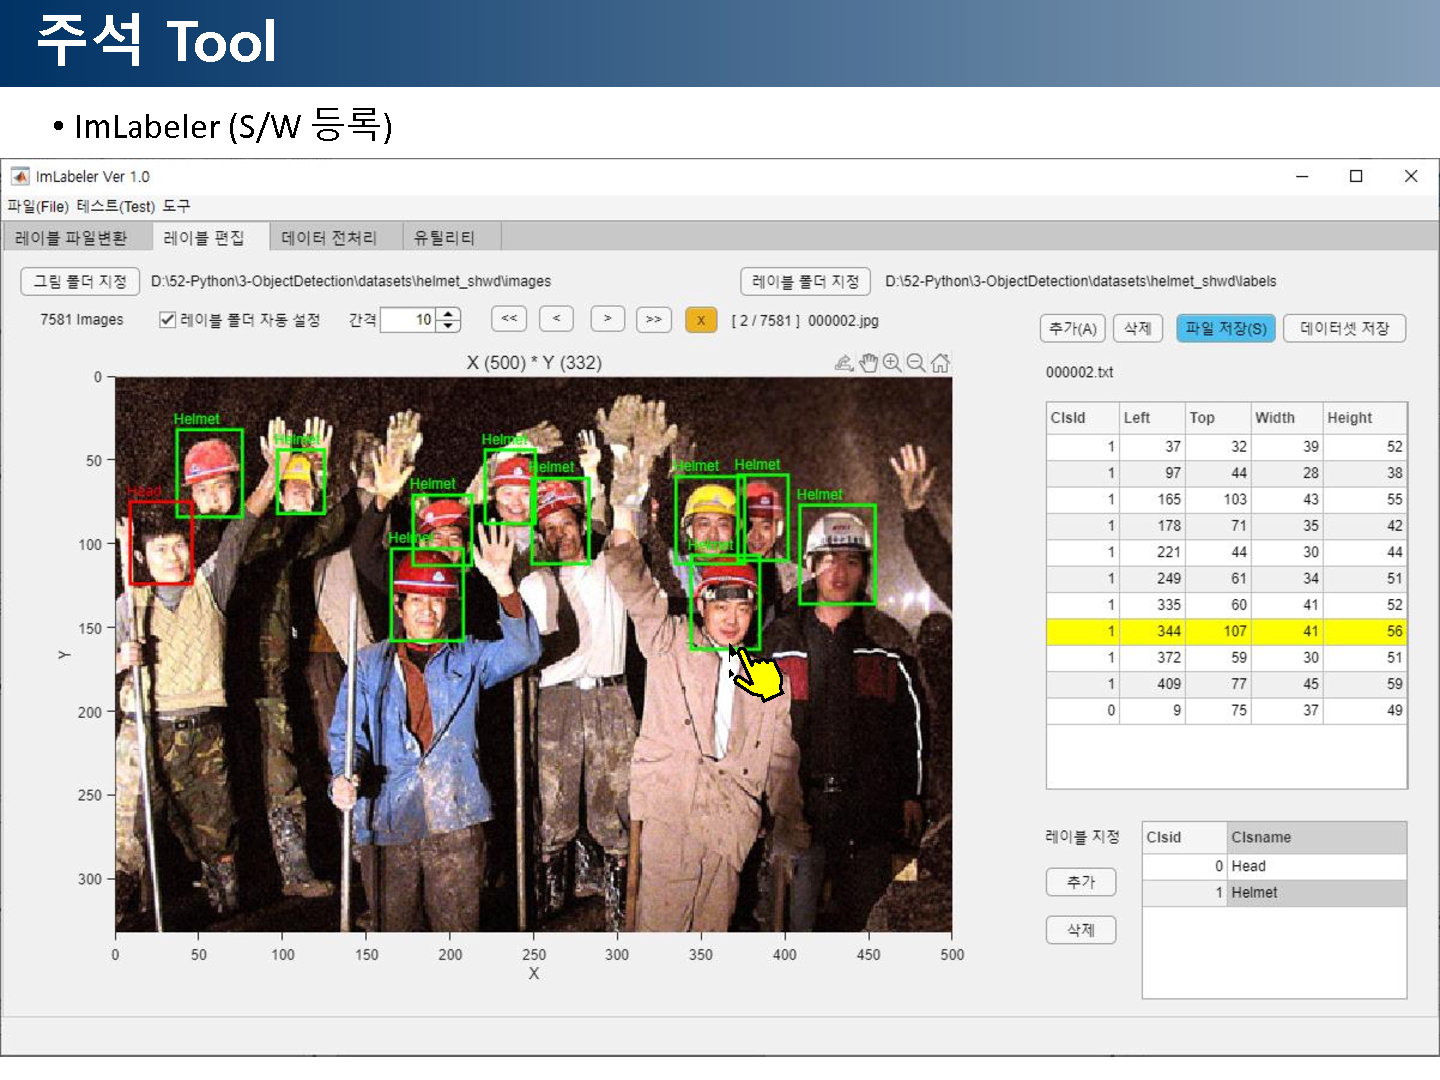 주석 Tool
• ImLabeler (S/W 등록)
ImLabeler Ver 1.0
파일(File) 테스트(Test) 도구
레이블 파일변환 레이블 편집 데이터 전처리 유틸리티
그림 폴더 지정 D:\52-Python\3-ObjectDetection\datasets\helmet_shwd\images 레이블 폴더 지정 D:\52-Python\3-ObjectDetection\datasets\helmet_shwd\labels
7581 Images 레이블 폴더 자동 설정 간격 10 << < > >> X [ 2 / 7581 ] 000002.jpg
추가(A) 삭제 파일 저장(S) 데이터셋 저장
X (500) * Y (332)
000002.txt
ClsId Left Top Width Height
1 37 32 39 52
1 97 44 28 38
1 165 103 43 55
1 178 71 35 42
1 221 44 30 44
1 249 61 34 51
1 335 60 41 52
1 344 107 41 56
1 372 59 30 51
1 409 77 45 59
0 9 75 37 49
Helmet
Helmet
Helmet
Helmet
Helmet
Helmet
Helmet
Head
Helmet
Helmet
Helmet
0
50
100
150
200
250
300
Y
0 50 100 150 200 250 300 350 400 450 500
X
레이블 지정
추가
삭제
Clsid Clsname
0 Head
1 Helmet